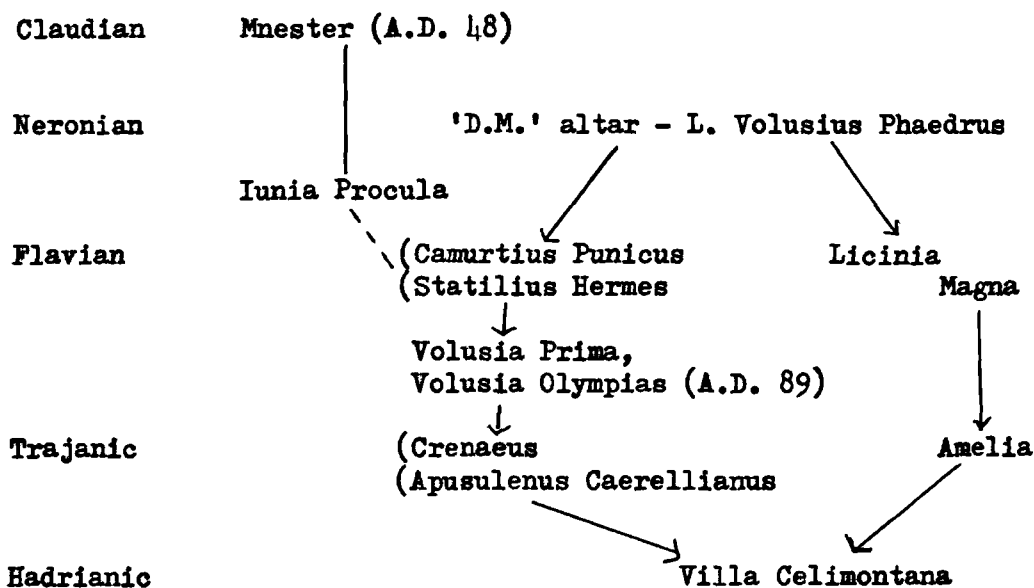 Claudian Mnester (A.D. 48)
Neronian 'D.M.' altar - L. Volusius Phaedrus
Iunia Procula
Flavian (Camurtius Punicus Licinia
(Statilius Hermes Magna
Volusia Prima,
Volusia Olympias (A.D. 89)
Trajanic (Crenaeus Amelia
(Apusulenus Caerellianus
Hadrianic Villa Celimontana